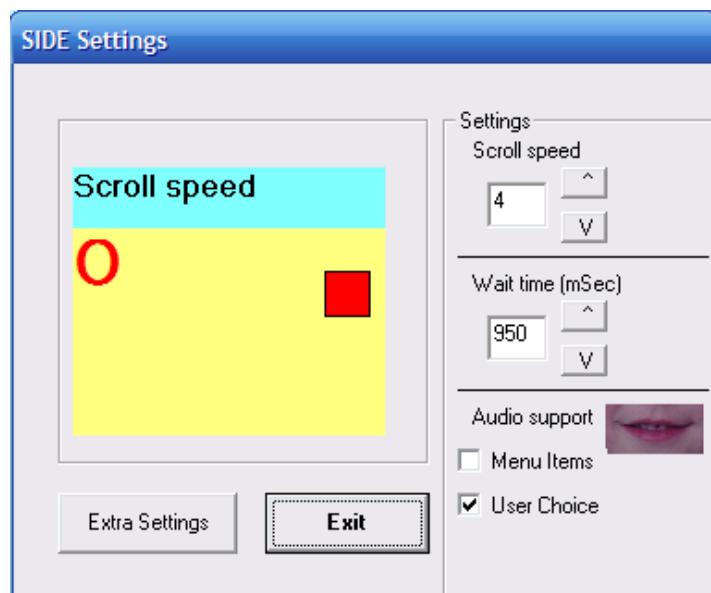 SIDE Settings
Scroll speed
O
Settings
Scroll speed
4
^
V
Wait time (mSec)
950
^
V
Audio support
Menu Items
User Choice
Extra Settings
Exit